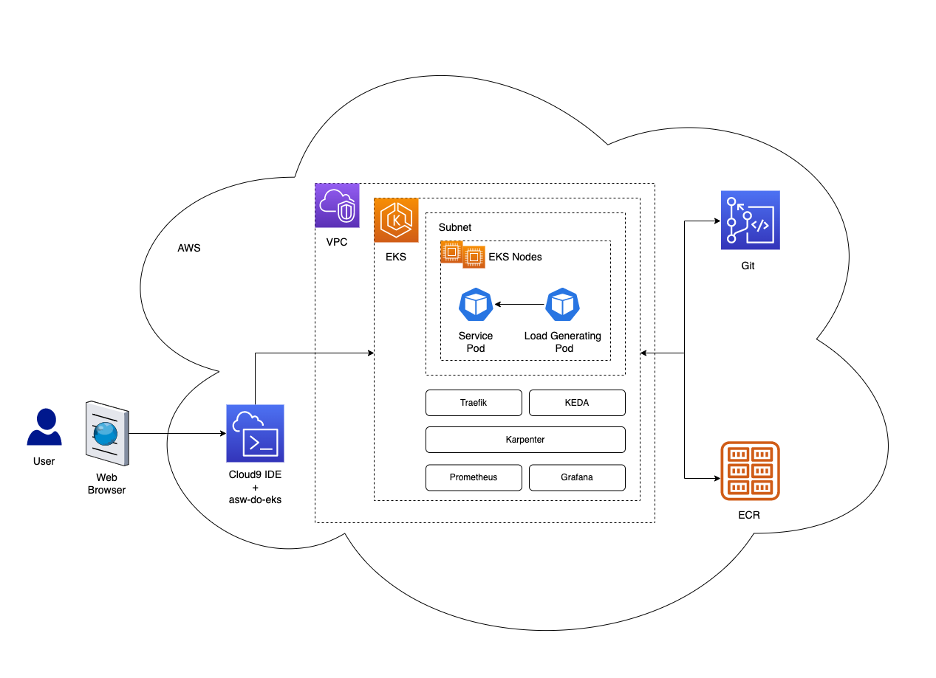 AWS
VPC
EKS
Subnet
EKS Nodes
Service
Pod
Load Generating
Pod
Traefik
KEDA
Karpenter
Prometheus
Grafana
Git
ECR
User
Web
Browser
Cloud9 IDE
+
asw-do-eks